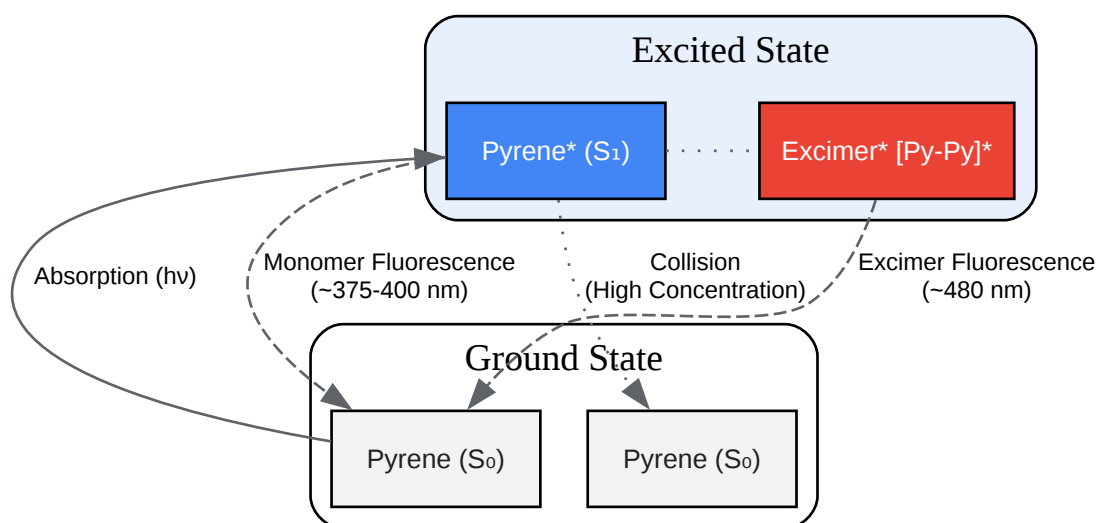 Excited State
Pyrene* (S₁)
Excimer* [Py-Py]*
Absorption (hν)
Monomer Fluorescence
(~375-400 nm)
Collision
(High Concentration)
Excimer Fluorescence
(~480 nm)
Ground State
Pyrene (S₀)
Pyrene (S₀)